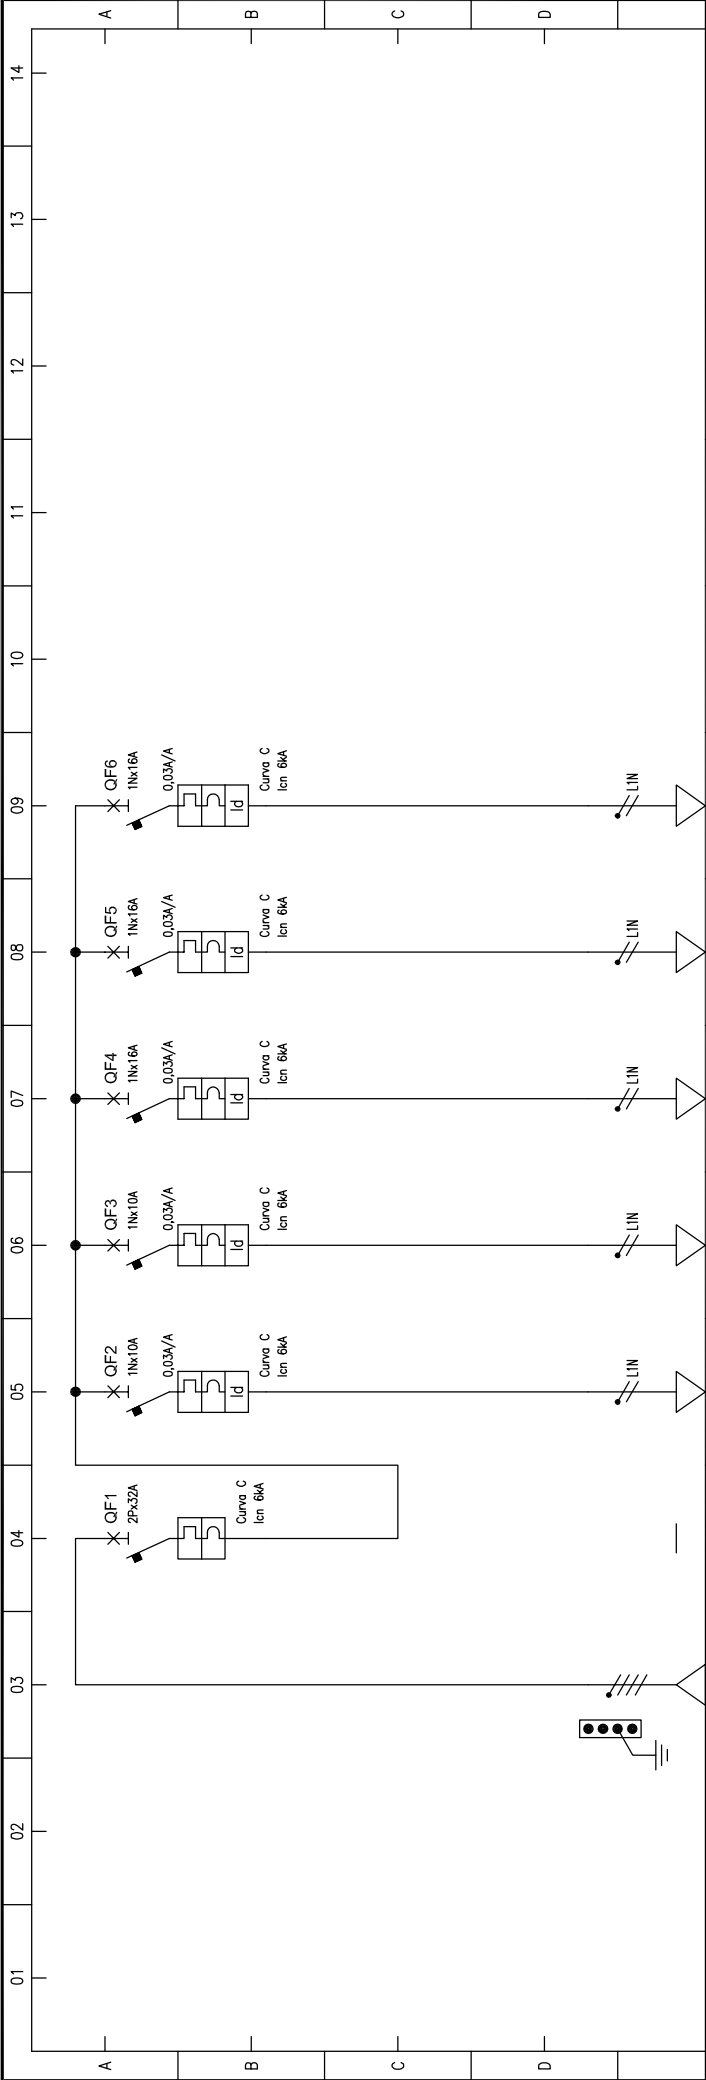 01
02
03
04
05
06
07
08
09
10
11
12
13
14
A
A
B
B
C
C
D
D
QF1
2Px32A
Curva C
Icn 6kA
QF2
1Nx10A
0,03A/A
Id
Curva C
Icn 6kA
L1N
QF3
1Nx10A
0,03A/A
Id
Curva C
Icn 6kA
L1N
QF4
1Nx16A
0,03A/A
Id
Curva C
Icn 6kA
L1N
QF5
1Nx16A
0,03A/A
Id
Curva C
Icn 6kA
L1N
QF6
1Nx16A
0,03A/A
Id
Curva C
Icn 6kA
L1N